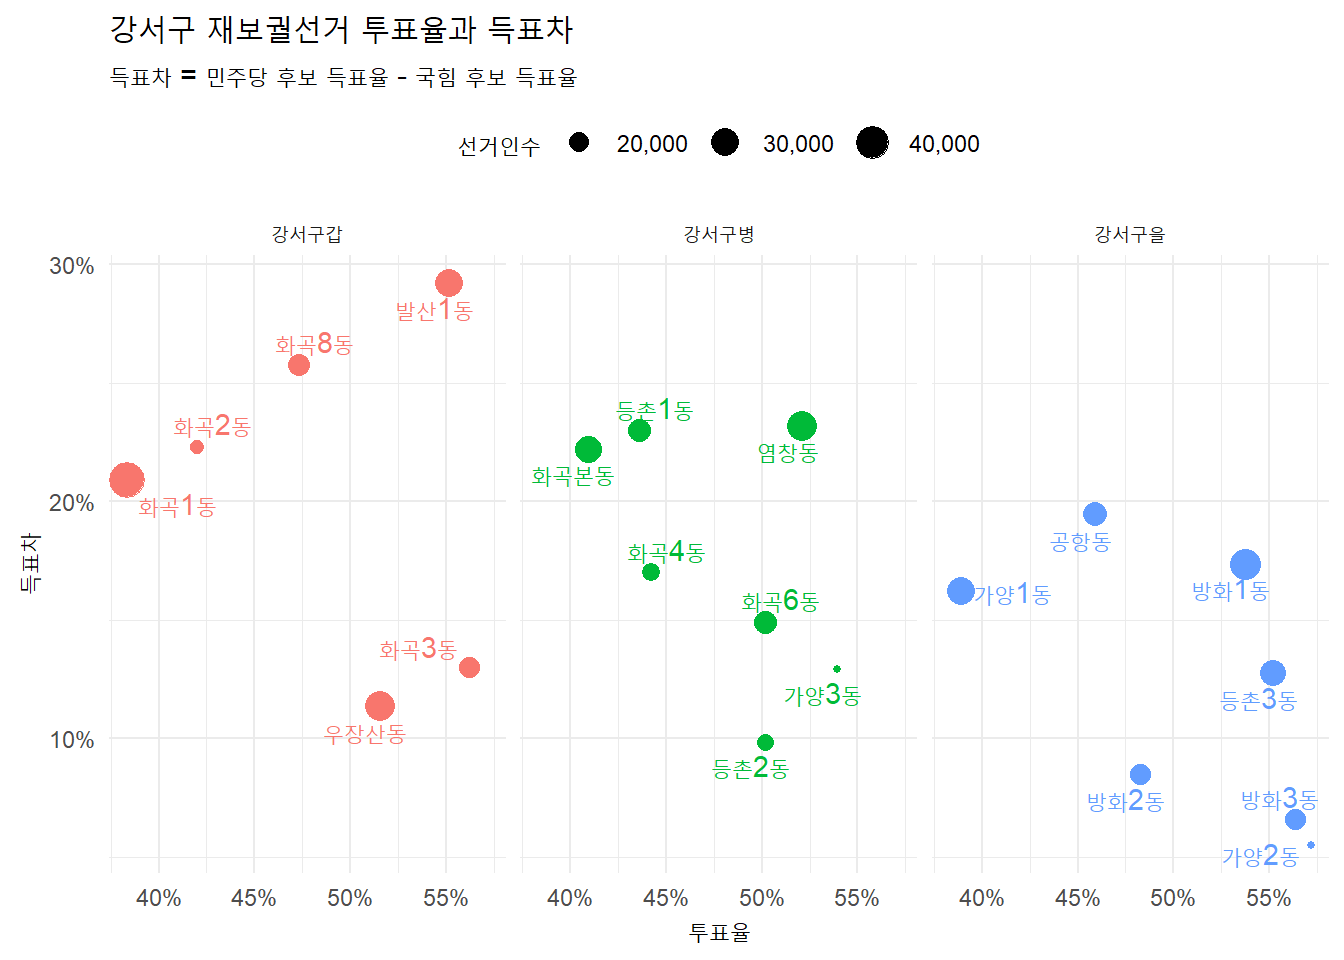 강서구 재보궐선거 투표율과 득표차
득표차 = 민주당 후보 득표율 - 국힘 후보 득표율
선거인수 20,000 30,000 40,000
강서구갑 강서구병 강서구을
30%
20%
10%
득표차
발산1동
화곡8동
화곡2동
화곡1동
화곡3동
우장산동
등촌1동
염창동
화곡본동
화곡4동
화곡6동
가양3동
등촌2동
공항동
가양1동
방화1동
등촌3동
방화2동
방화3동
가양2동
40% 45% 50% 55% 40% 45% 50% 55% 40% 45% 50% 55%
투표율